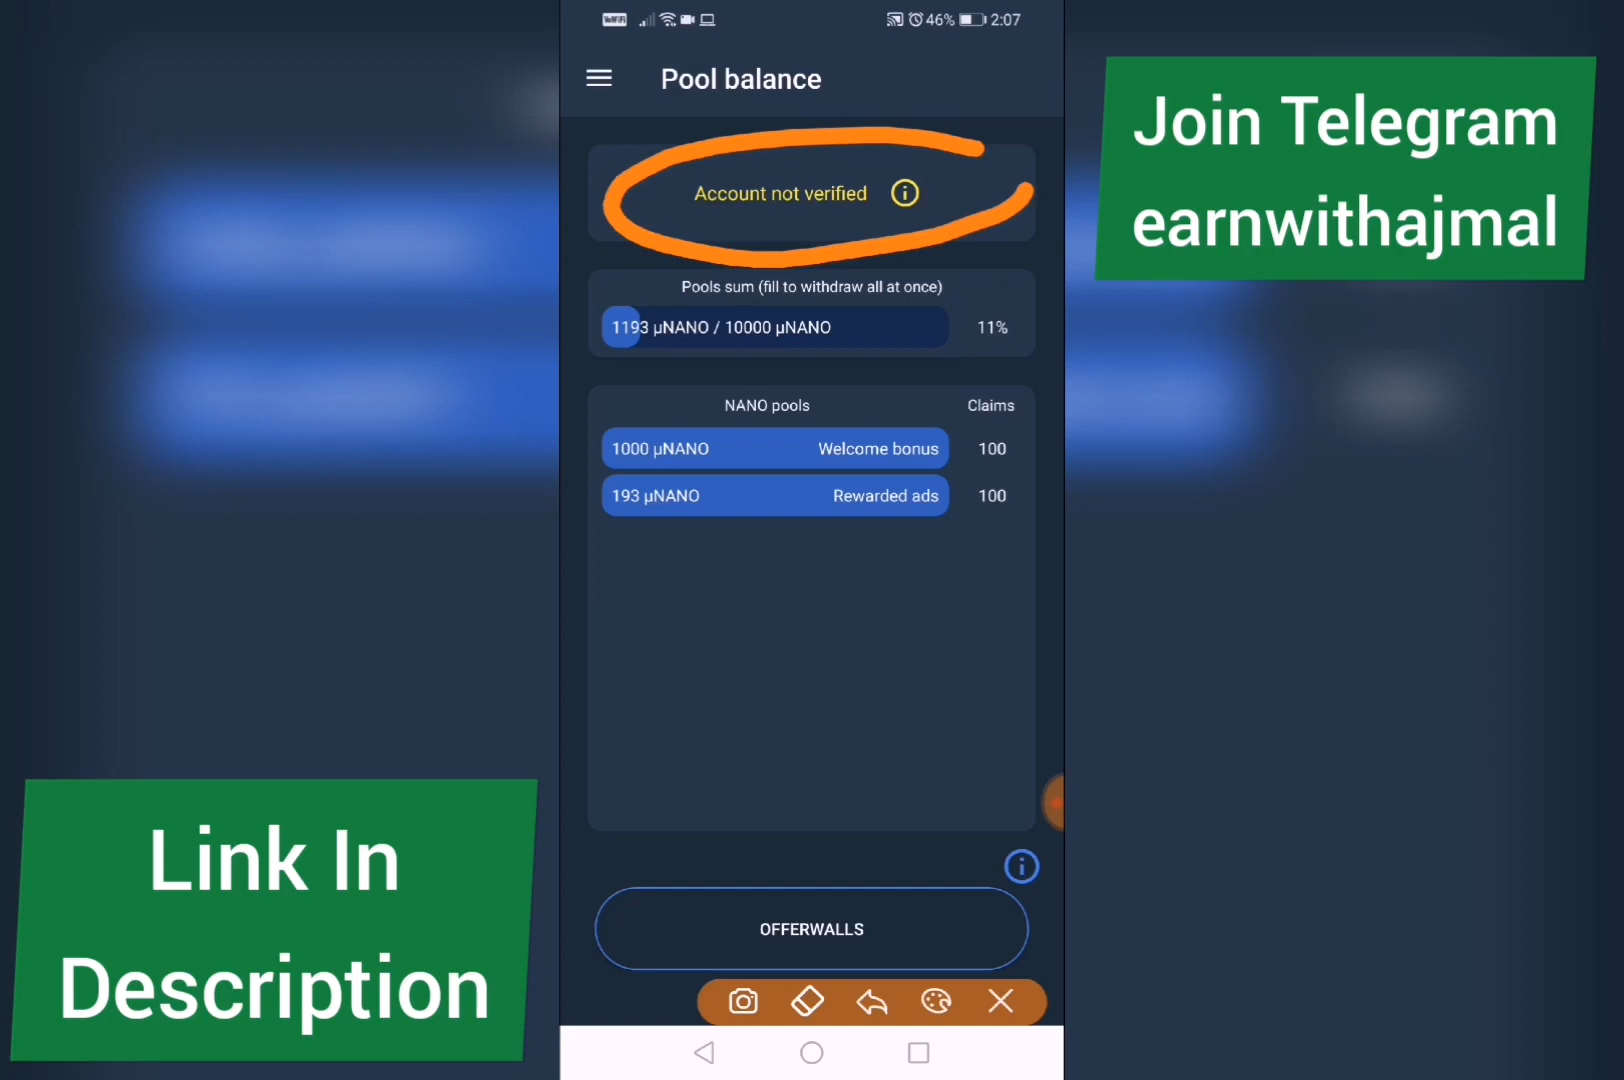 VoWiFi
46%
2:07
Pool balance
Join Telegram
earnwithajmal
Account not verified
Pools sum (fill to withdraw all at once)
1193 μNANO / 10000 μNANO 11%
NANO pools Claims
1000 μNANO Welcome bonus 100
193 μNANO Rewarded ads 100
Link In
Description
OFFERWALLS